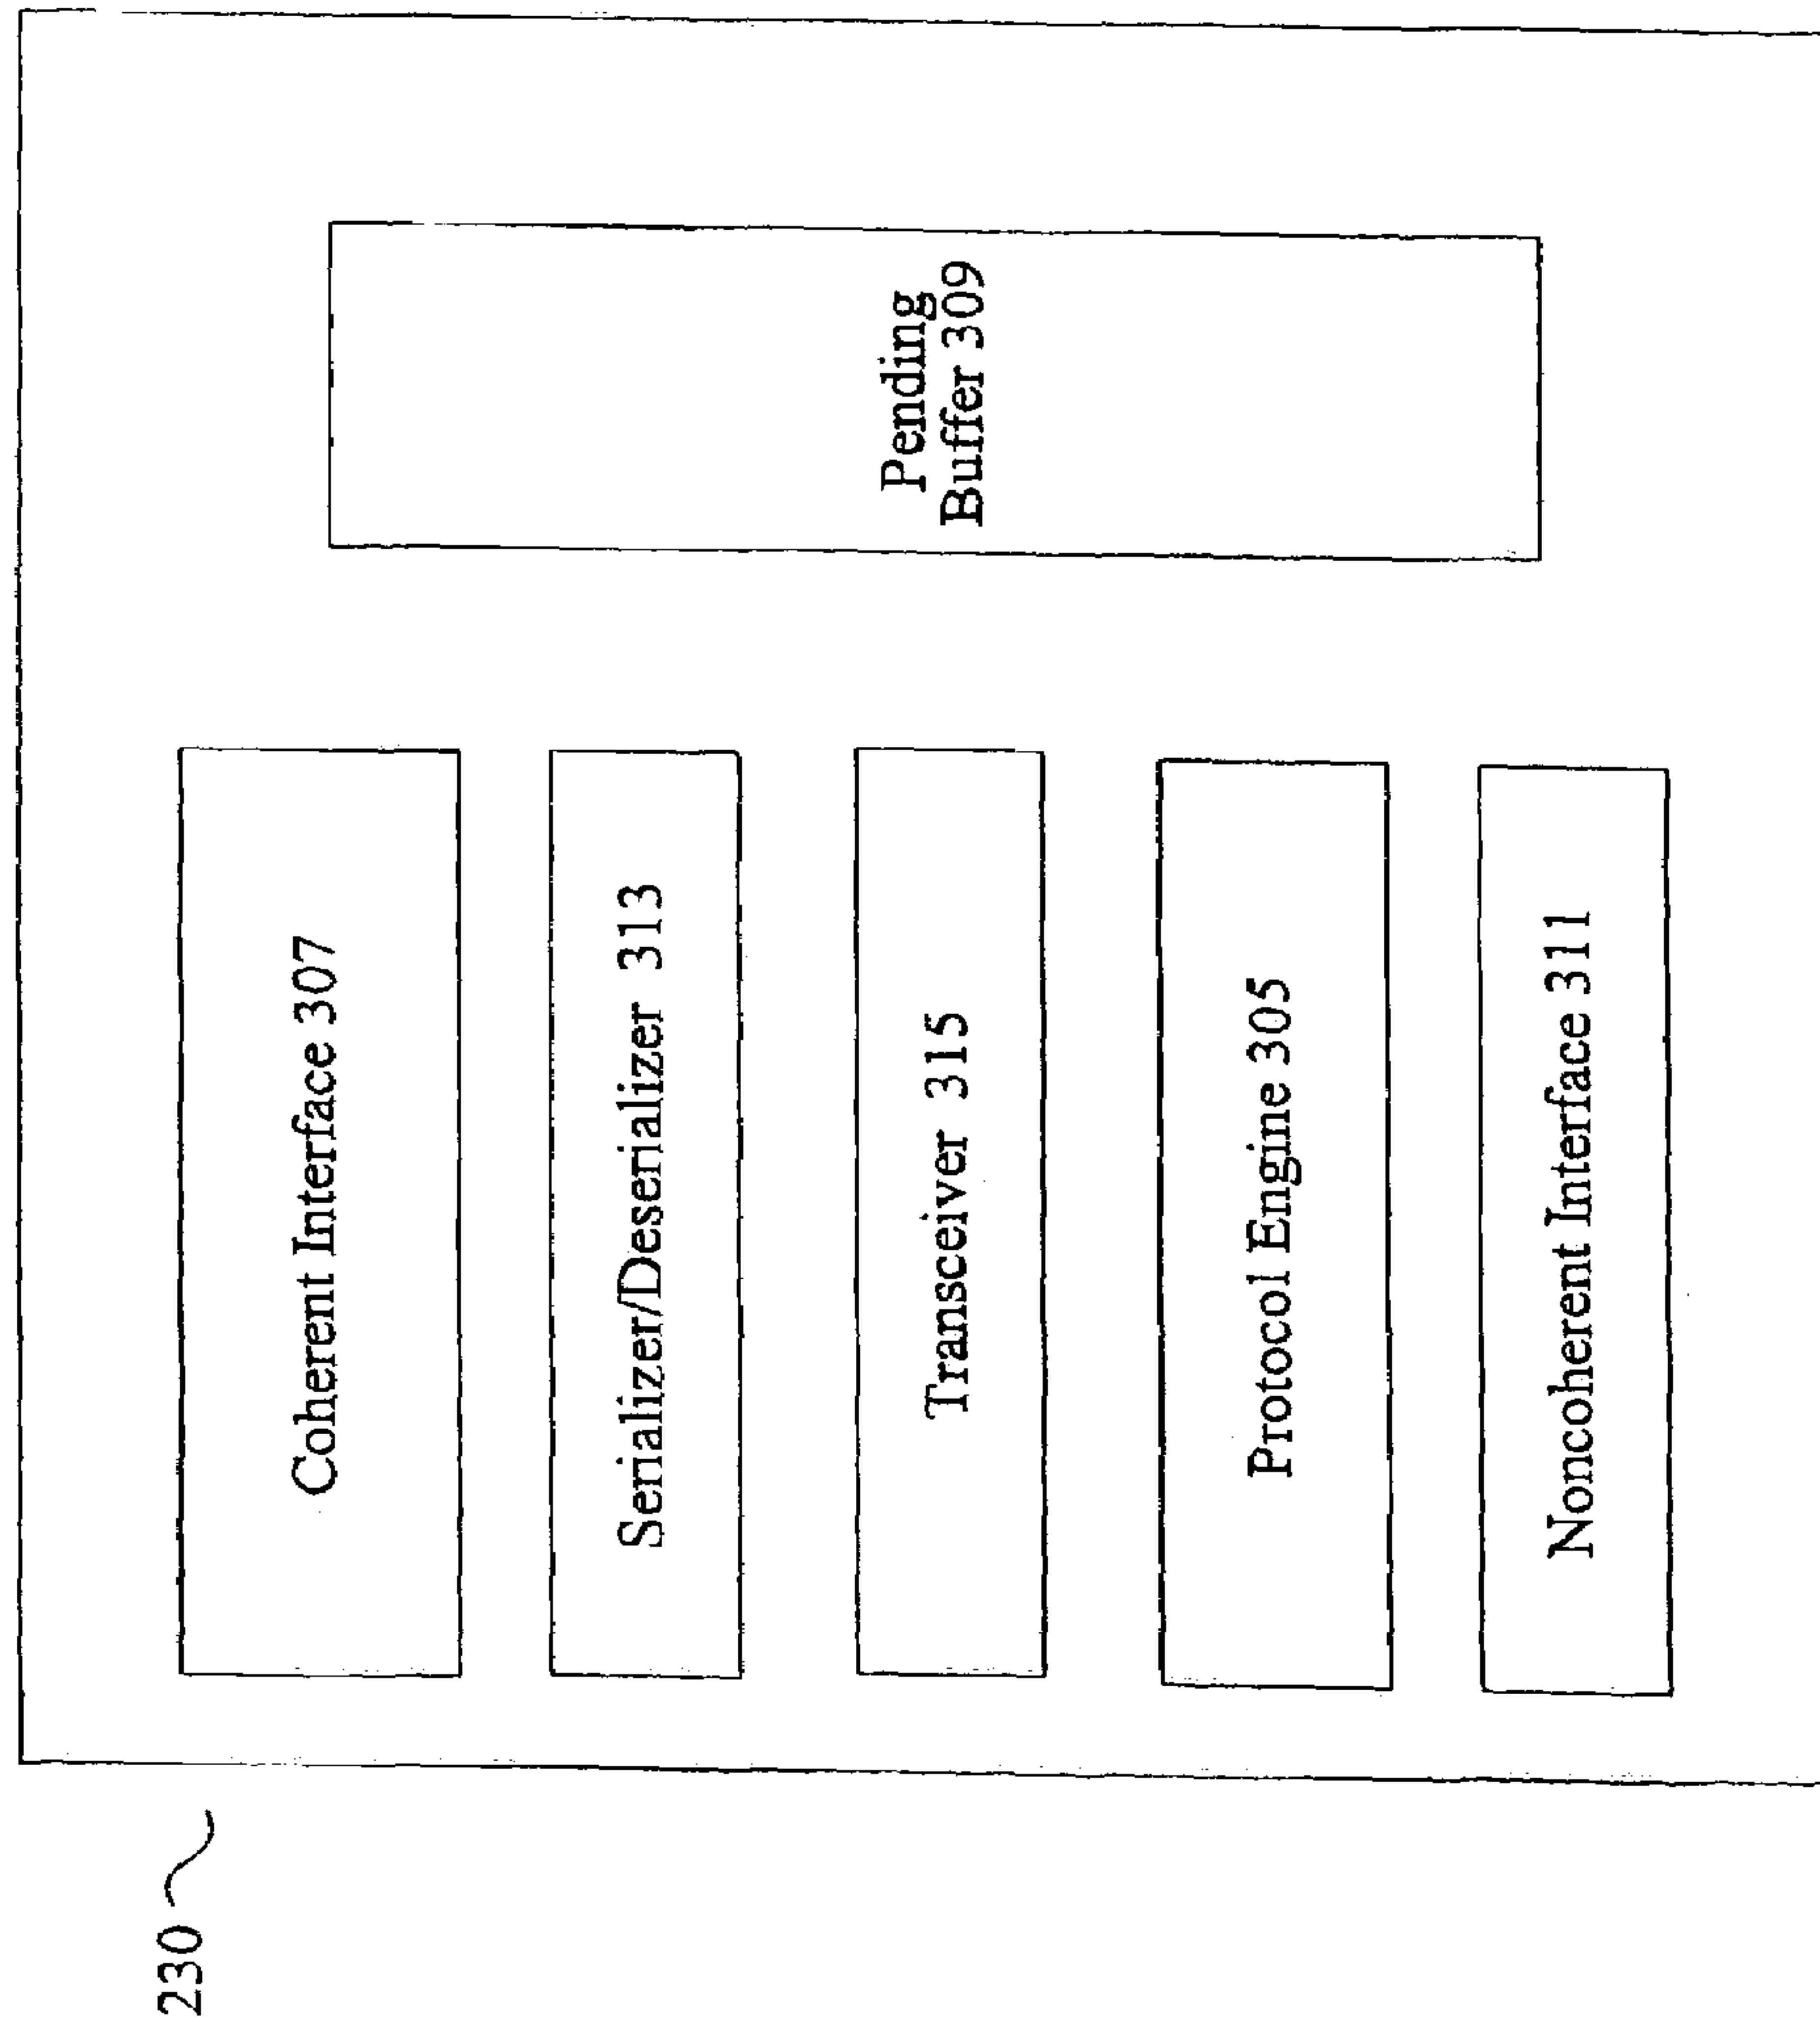 230
Coherent Interface 307
Serializer/Deserializer 313
Transceiver 315
Protocol Engine 305
Noncoherent Interface 311
Pending
Buffer 309